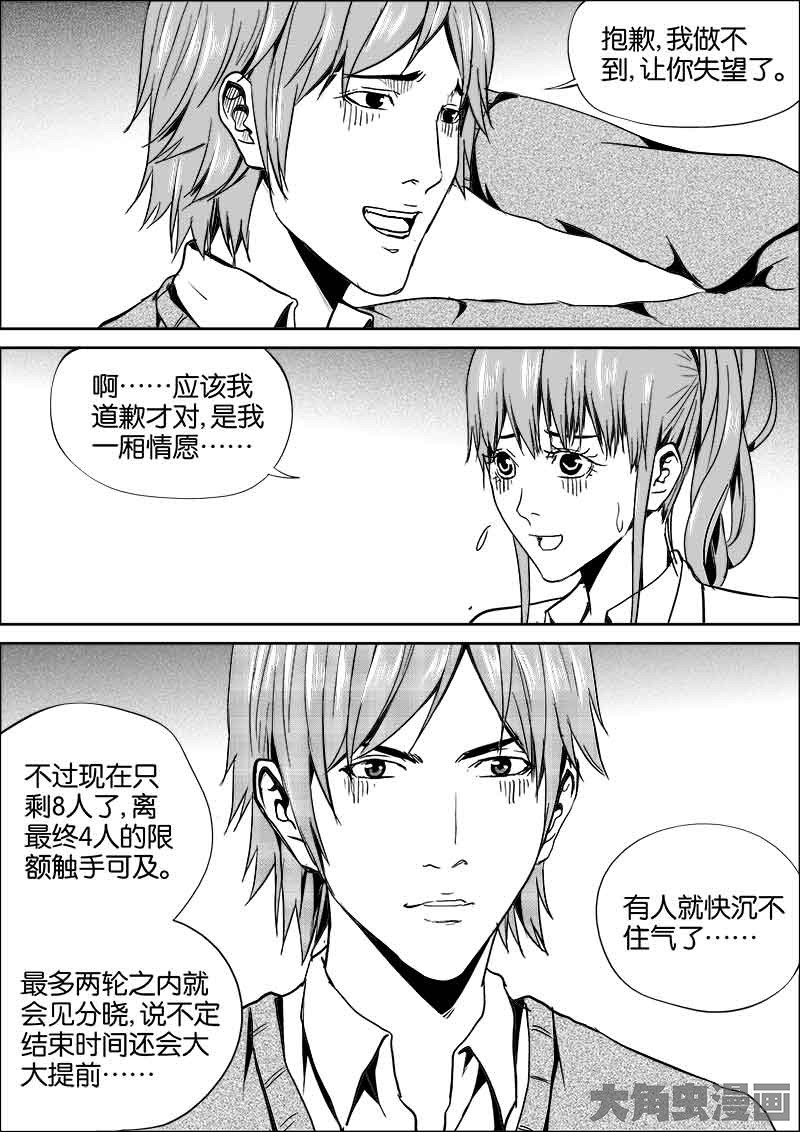 抱歉,我做不
到,让你失望了。
啊……应该我
道歉才对,是我
一厢情愿……
不过现在只
剩8人了,离
最终4人的限
额触手可及。
有人就快沉不
住气了……
最多两轮之内就
会见分晓,说不定
结束时间还会大
大提前……
大角虫漫画